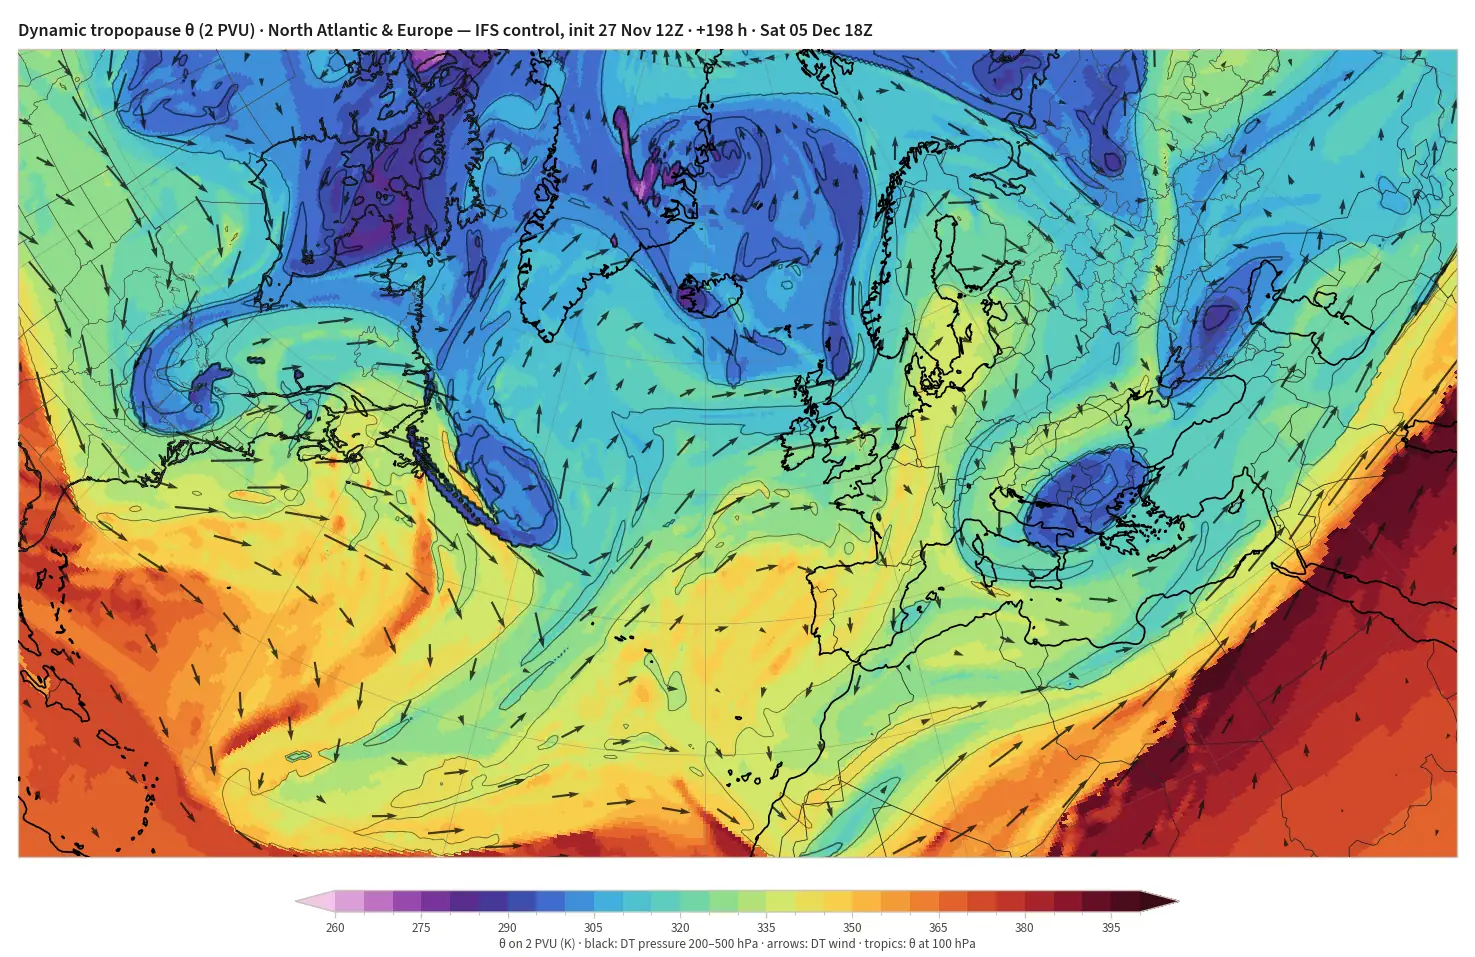 Dynamic tropopause θ (2 PVU) · North Atlantic & Europe — IFS control, init 27 Nov 12Z · +198 h · Sat 05 Dec 18Z
260 275 290 305 320 335 350 365 380 395
θ on 2 PVU (K) · black: DT pressure 200–500 hPa · arrows: DT wind · tropics: θ at 100 hPa